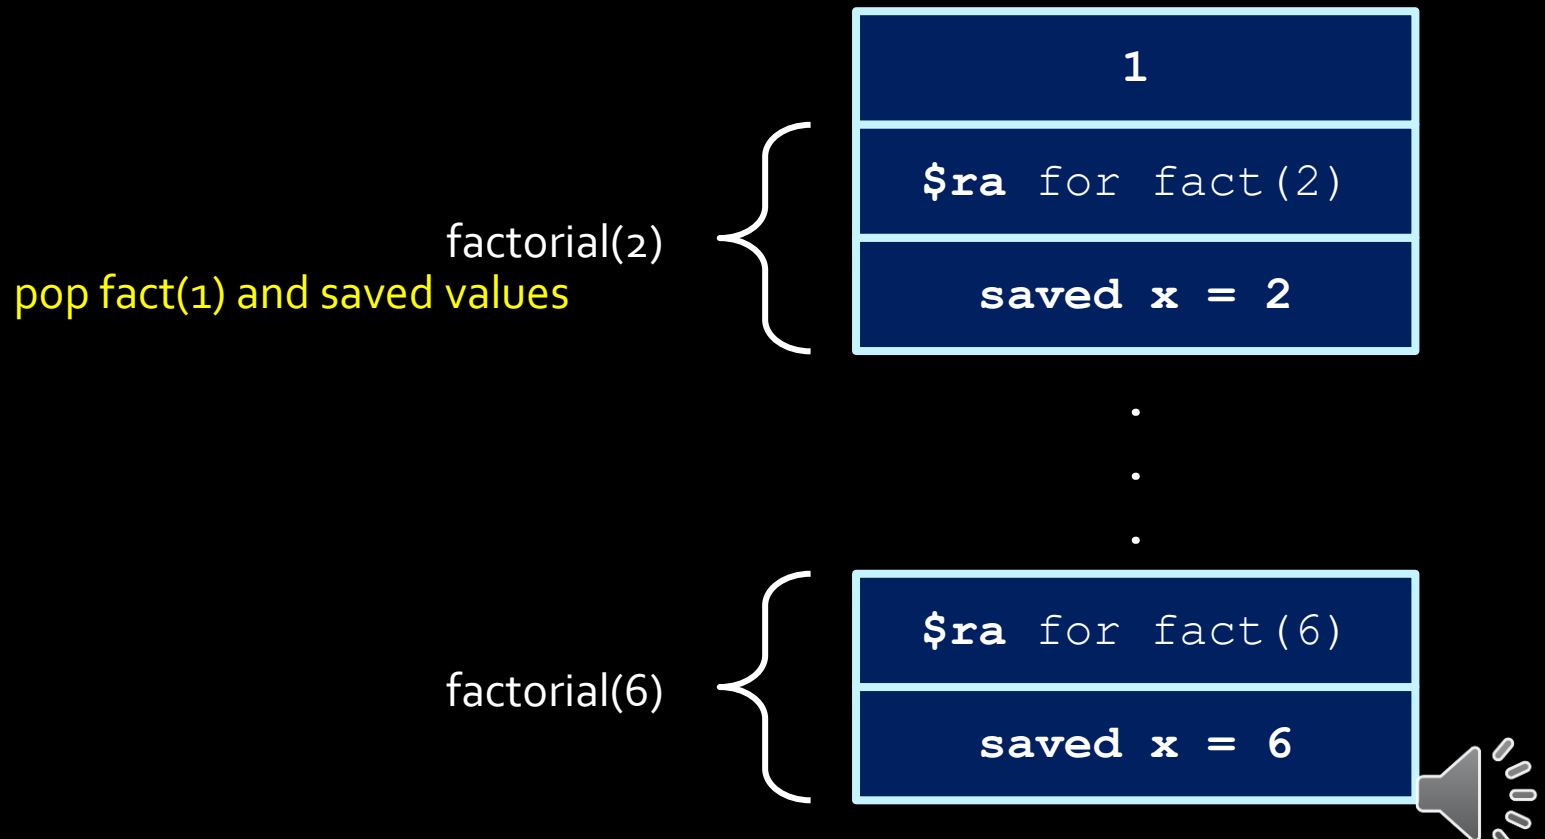 1
$ra for fact(2)
factorial(2)
pop fact(1) and saved values
saved x = 2
.
.
.
$ra for fact(6)
factorial(6)
saved x = 6